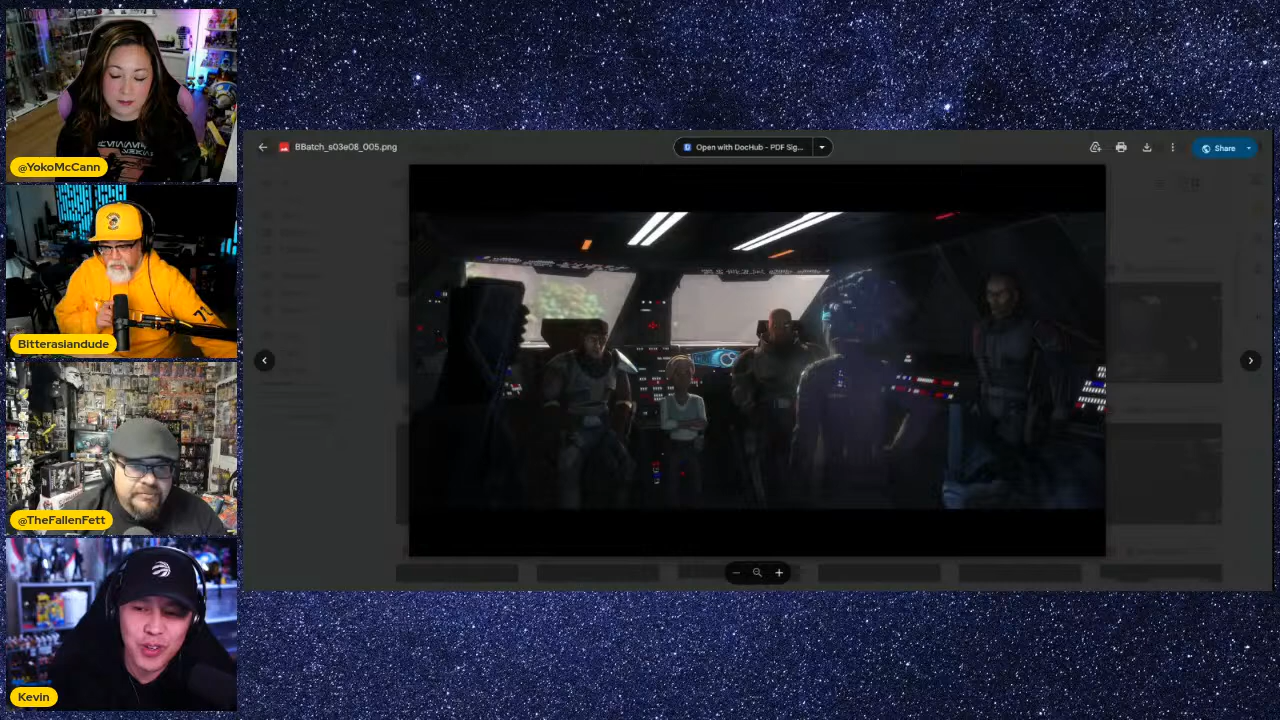 @YokoMcCann
Bitterasiandude
@TheFallenFett
Kevin
BBatch_s03e08_005.png
Open with DocHub - PDF Sig...
Share